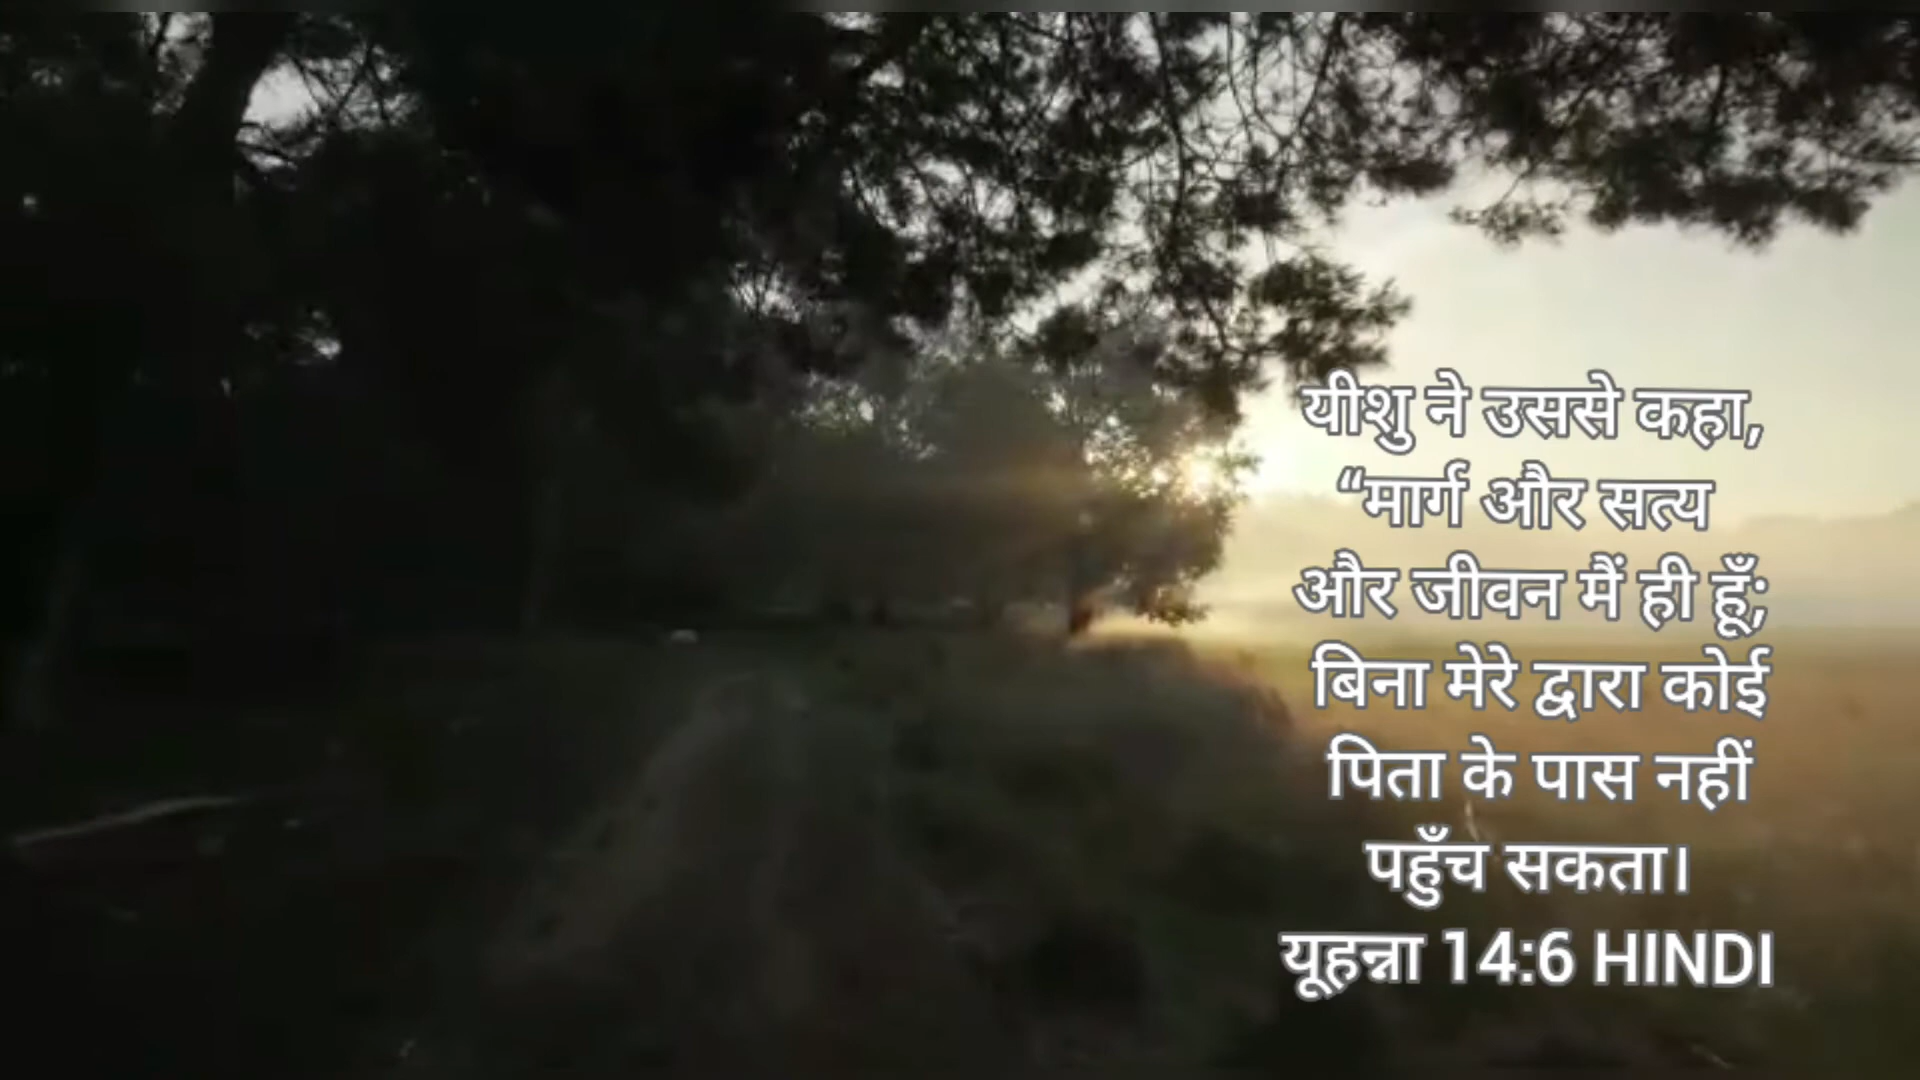 यीशु ने उससे कहा,
“मार्ग और सत्य
और जीवन मैं ही हूँ;
बिना मेरे द्वारा कोई
पिता के पास नहीं
पहुँच सकता।
यूहन्ना 14:6 HINDI